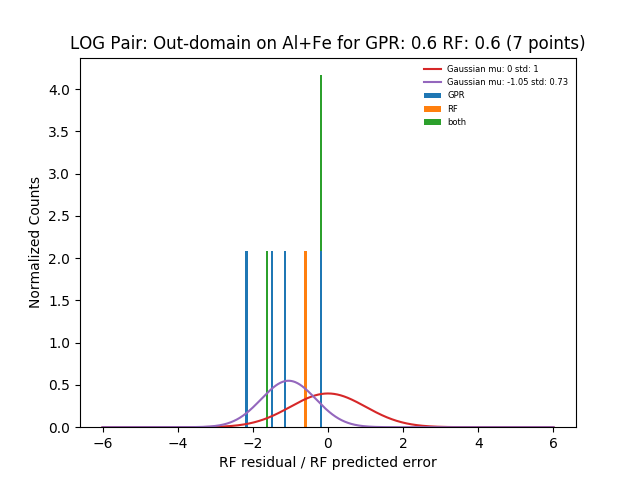 LOG Pair: Out-domain on Al+Fe for GPR: 0.6 RF: 0.6 (7 points)
Gaussian mu: 0 std: 1
Gaussian mu: -1.05 std: 0.73
GPR
RF
both
Normalized Counts
4.0
3.5
3.0
2.5
2.0
1.5
1.0
0.5
0.0
−6 −4 −2 0 2 4 6
RF residual / RF predicted error